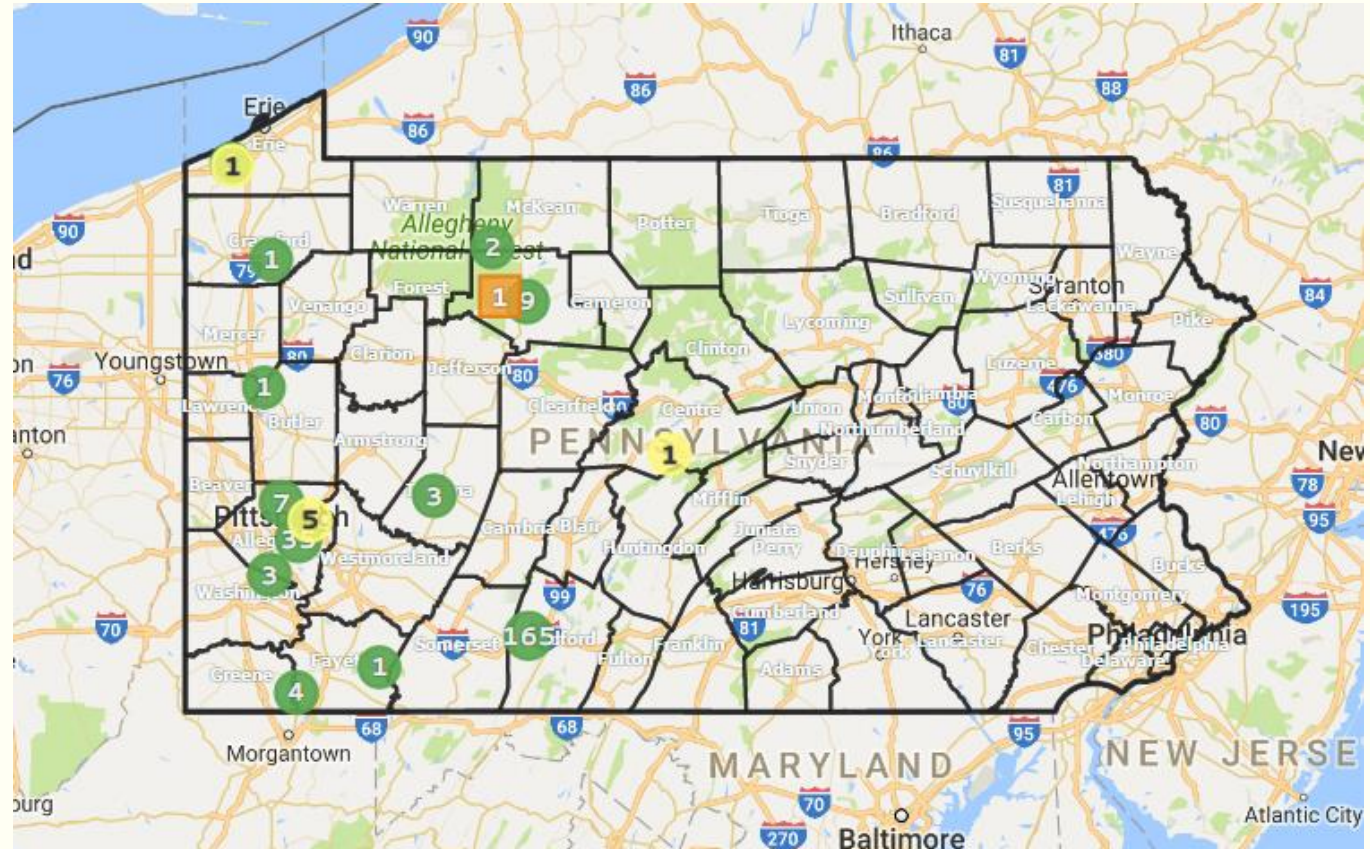 Ithaca
90
81
86
88
Erie
Erie
86
86
1
81
Warren
McKean
Potter
Tioga
Bradford
Susquehanna
Allegheny
National Forest
90
Crawford
Wayne
1
79
2
Wyoming
Scranton
Lackawanna
Forest
1
9
Cameron
Sullivan
84
Venango
Pike
Mercer
Lycoming
Clinton
Youngstown
80
Clarion
Jefferson
80
Luzerne
76
1
476
Lawrence
Clearfield
80
Centre
Union
Montour
Columbia
80
Monroe
Butler
Carbon
80
anton
Armstrong
PENNSYLVANIA
Northumberland
1
Snyder
Schuylkill
Northampton
Allentown
Lehigh
New
78
Beaver
7
3
Mifflin
95
Pittsburgh
5
Cambria
Blair
Juniata
476
Westmoreland
Huntingdon
Perry
Dauphin
Lebanon
Berks
Hershey
Bucks
3
Harrisburg
Washington
99
76
Montgomery
195
70
Cumberland
81
Lancaster
Lancaster
165
Somerset
Franklin
York
York
Chester
Philadelphia
Philadelphia
Delaware
Fulton
Greene
1
Adams
4
68
68
95
Morgantown
MARYLAND
NEW JERSE
burg
70
Atlantic City
270
Baltimore